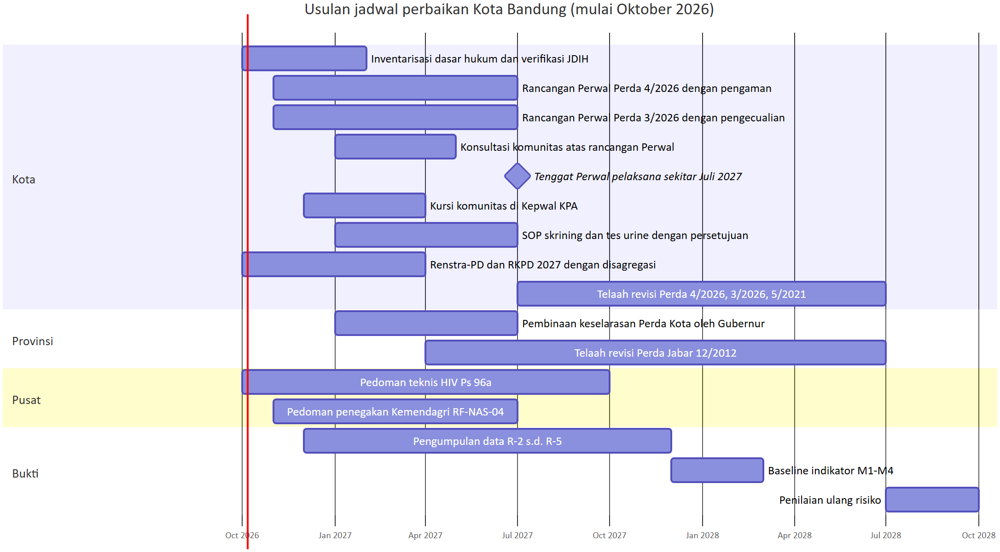 Usulan jadwal perbaikan Kota Bandung (mulai Oktober 2026)
Kota
Inventarisasi dasar hukum dan verifikasi JDIH
Rancangan Perwal Perda 4/2026 dengan pengaman
Rancangan Perwal Perda 3/2026 dengan pengecualian
Konsultasi komunitas atas rancangan Perwal
Tenggat Perwal pelaksana sekitar Juli 2027
Kursi komunitas di Kepwal KPA
SOP skrining dan tes urine dengan persetujuan
Renstra-PD dan RKPD 2027 dengan disagregasi
Telaah revisi Perda 4/2026, 3/2026, 5/2021
Provinsi
Pembinaan keselarasan Perda Kota oleh Gubernur
Telaah revisi Perda Jabar 12/2012
Pusat
Pedoman teknis HIV Ps 96a
Pedoman penegakan Kemendagri RF-NAS-04
Bukti
Pengumpulan data R-2 s.d. R-5
Baseline indikator M1-M4
Penilaian ulang risiko
Oct 2026
Jan 2027
Apr 2027
Jul 2027
Oct 2027
Jan 2028
Apr 2028
Jul 2028
Oct 2028